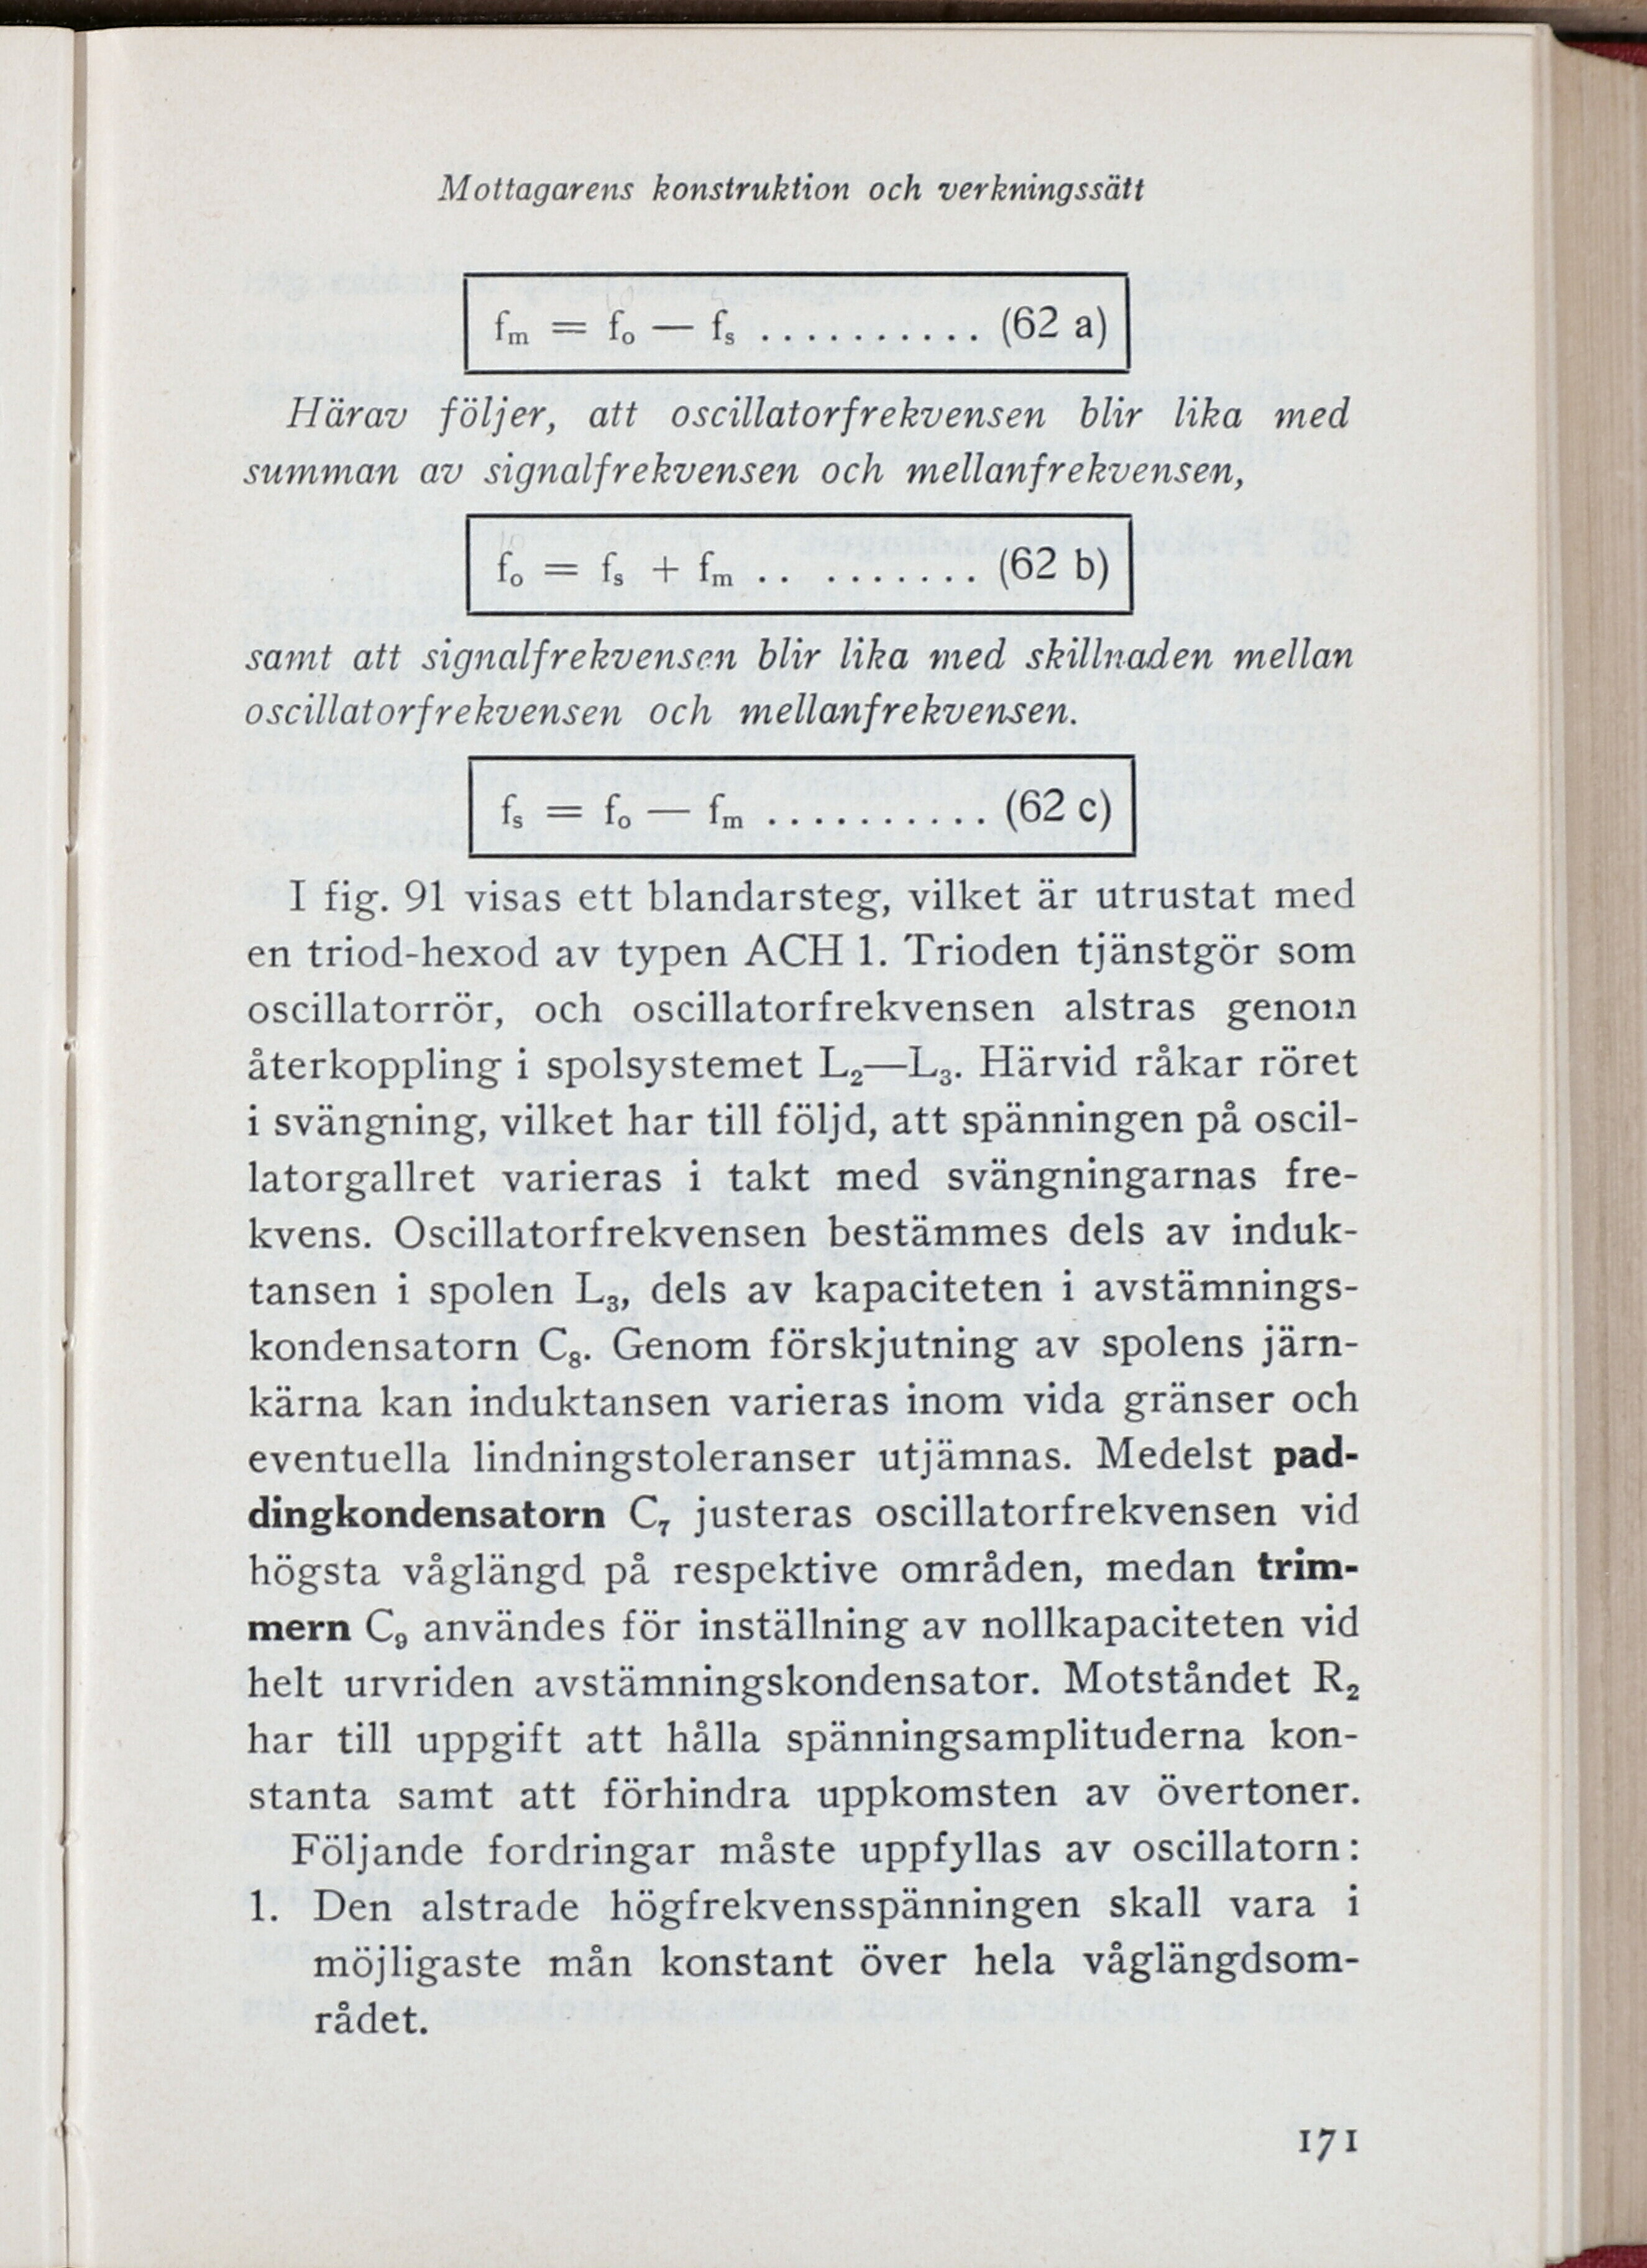 Mottagarens konstruktion och verkningssätt
fₘ = fₒ — fₛ .......... (62 a)
Härav följer, att oscillatorfrekvensen blir lika med
summan av signalfrekvensen och mellanfrekvensen,
fₒ = fₛ + fₘ .. ....... (62 b)
samt att signalfrekvensen blir lika med skillnaden mellan
oscillatorfrekvensen och mellanfrekvensen.
fₛ = fₒ — fₘ .......... (62 c)
I fig. 91 visas ett blandarsteg, vilket är utrustat med
en triod-hexod av typen ACH 1. Trioden tjänstgör som
oscillatorrör, och oscillatorfrekvensen alstras genom
återkoppling i spolsystemet L₂—L₃. Härvid råkar röret
i svängning, vilket har till följd, att spänningen på oscil-
latorgallret varieras i takt med svängningarnas fre-
kvens. Oscillatorfrekvensen bestämmes dels av induk-
tansen i spolen L₃, dels av kapaciteten i avstämnings-
kondensatorn C₈. Genom förskjutning av spolens järn-
kärna kan induktansen varieras inom vida gränser och
eventuella lindningstoleranser utjämnas. Medelst pad-
dingkondensatorn C₇ justeras oscillatorfrekvensen vid
högsta våglängd på respektive områden, medan trim-
mern C₉ användes för inställning av nollkapaciteten vid
helt urvriden avstämningskondensator. Motståndet R₂
har till uppgift att hålla spänningsamplituderna kon-
stanta samt att förhindra uppkomsten av övertoner.
Följande fordringar måste uppfyllas av oscillatorn:
1. Den alstrade högfrekvensspänningen skall vara i
möjligaste mån konstant över hela våglängdsom-
rådet.
171